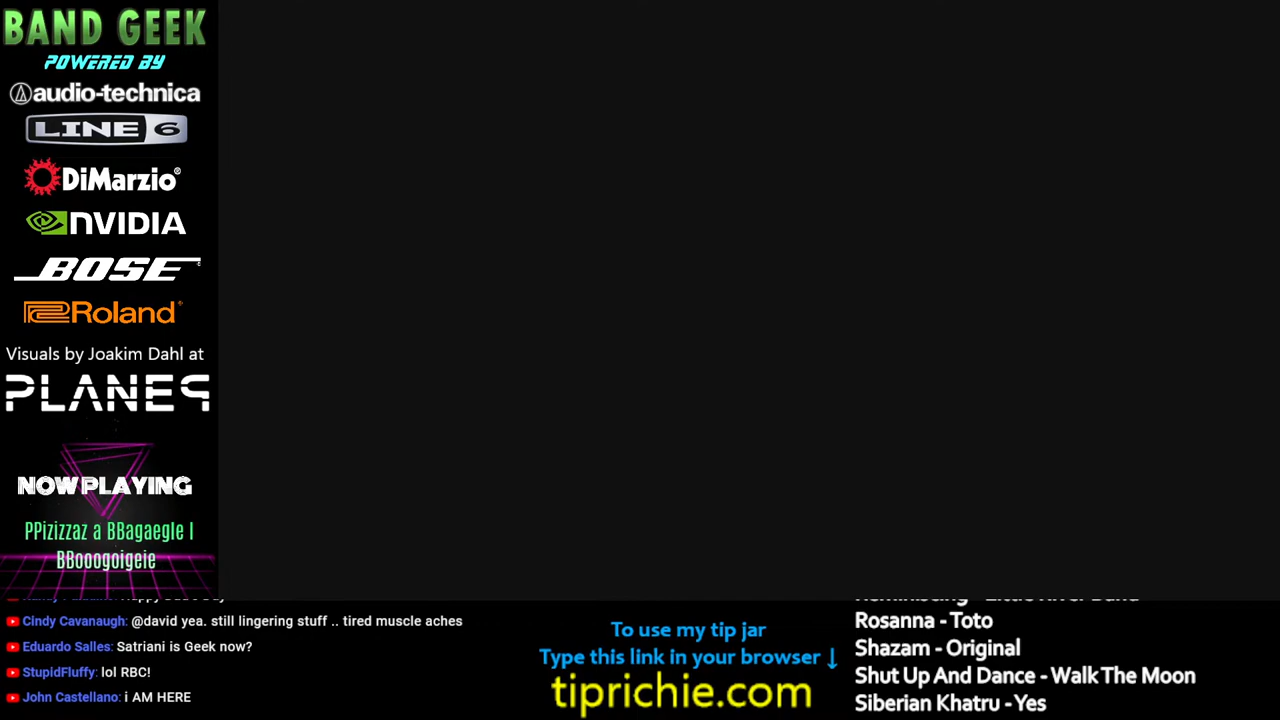 BAND GEEK
POWERED BY
audio-technica
LINE 6
DiMarzio®
NVIDIA
BOSE
Roland®
Visuals by Joakim Dahl at
PLANE9
NOW PLAYING
PPizizzaz a BBagaegle l
BBooogoigeie
Cindy Cavanaugh: @david yea. still lingering stuff .. tired muscle aches
Eduardo Salles: Satriani is Geek now?
StupidFluffy: lol RBC!
John Castellano: i AM HERE
To use my tip jar
Type this link in your browser ↓
tiprichie.com
Rosanna - Toto
Shazam - Original
Shut Up And Dance - Walk The Moon
Siberian Khatru - Yes